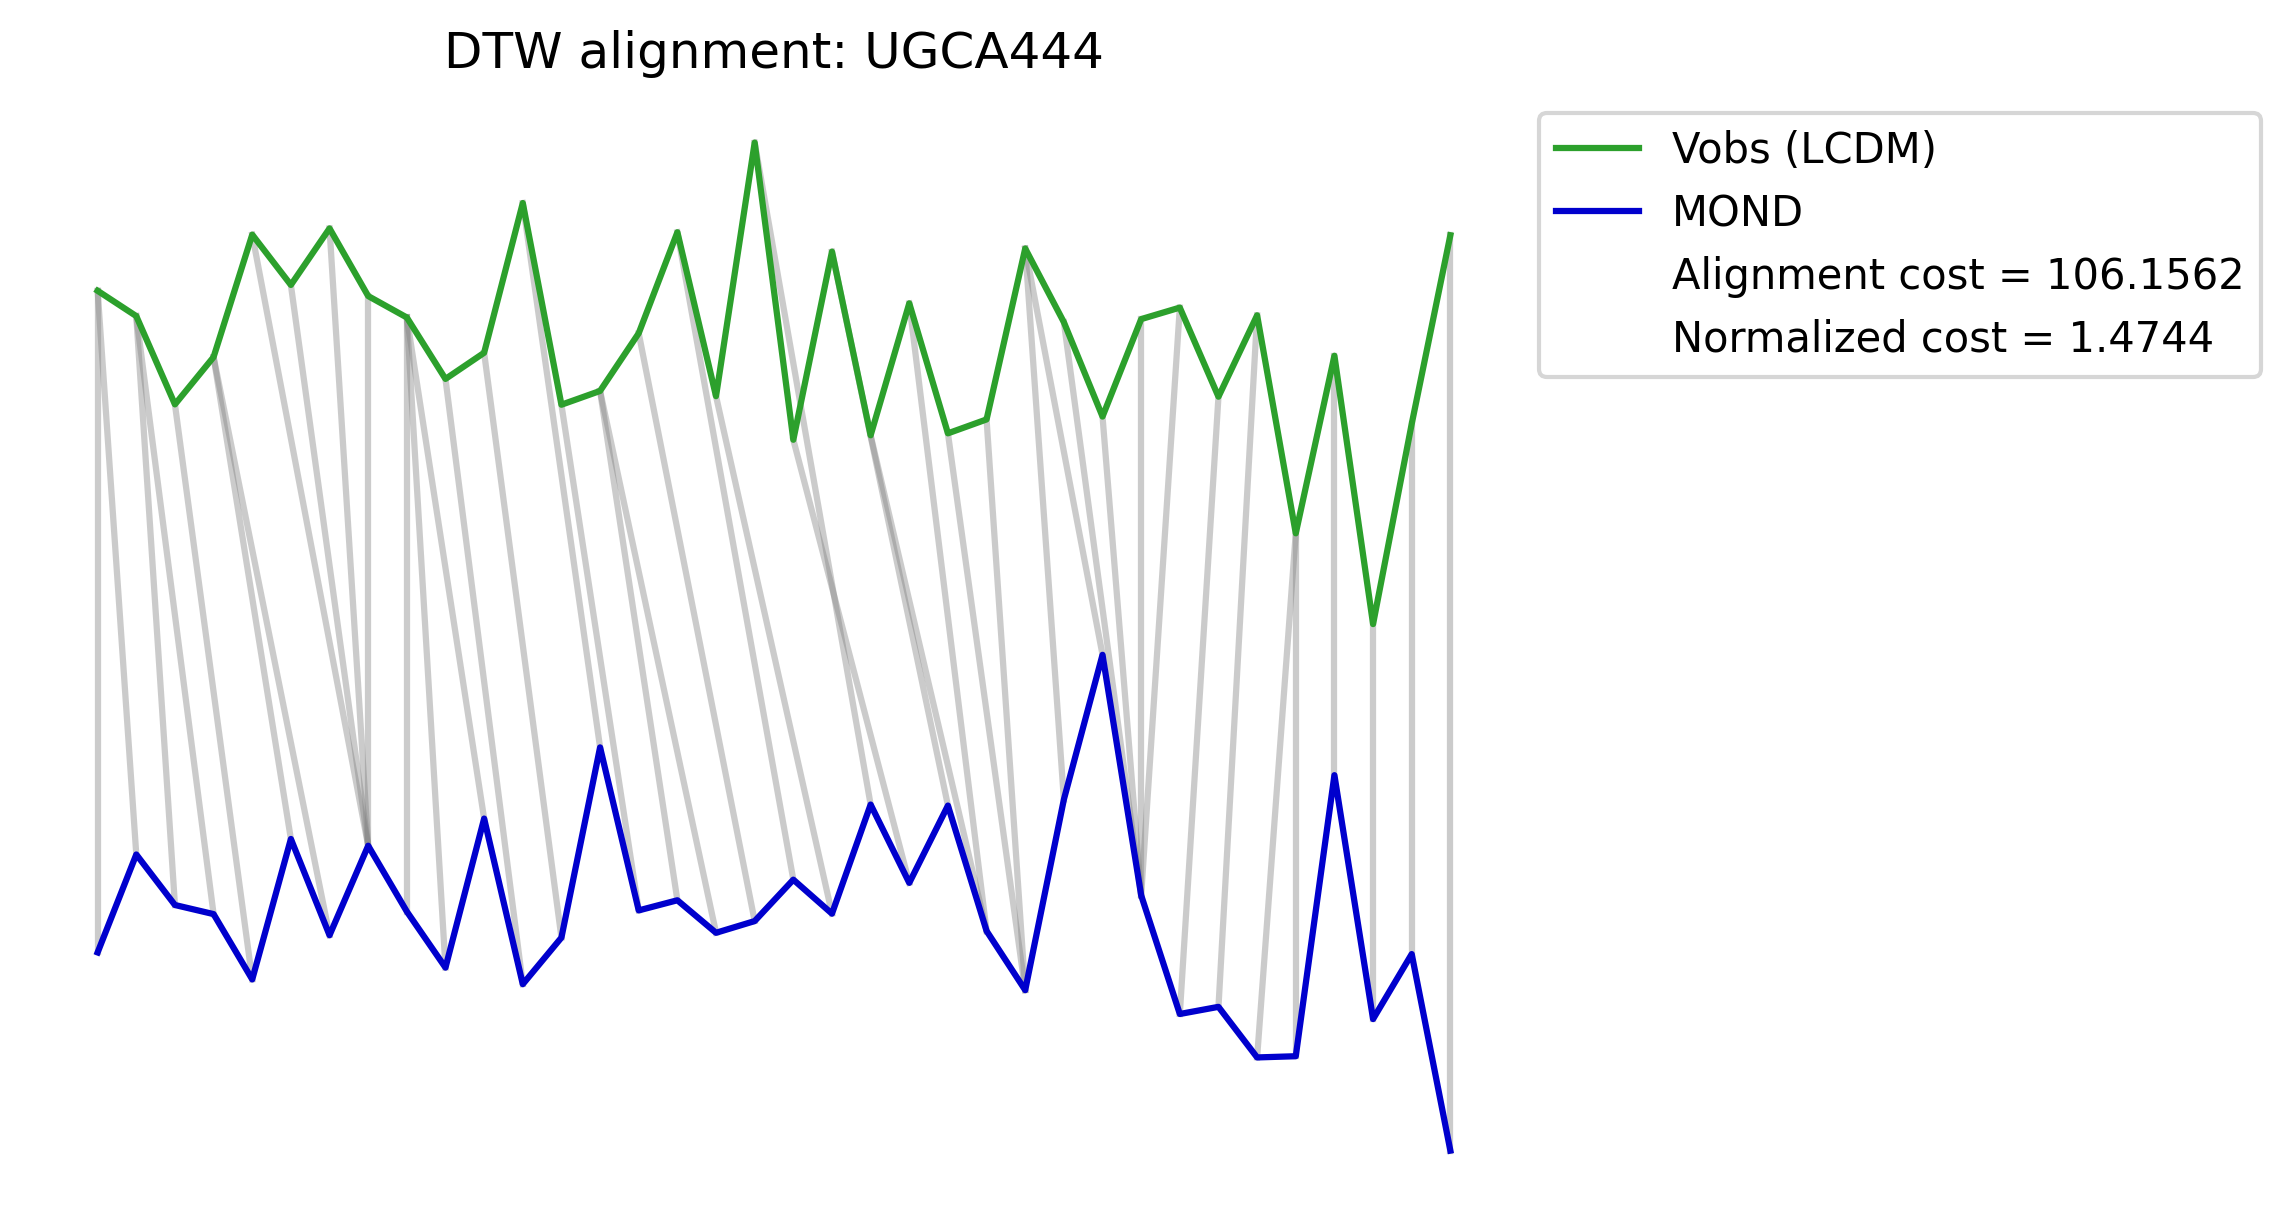 DTW alignment: UGCA444
Vobs (LCDM)
MOND
Alignment cost = 106.1562
Normalized cost = 1.4744